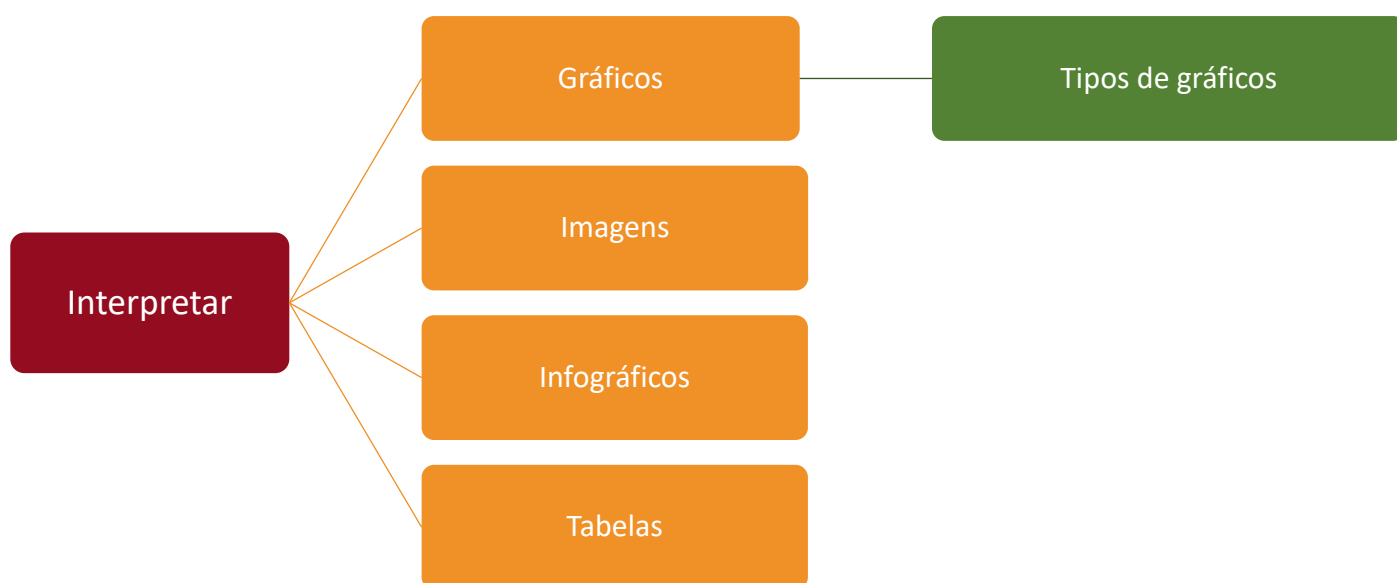 Interpretar
Gráficos
Tipos de gráficos
Imagens
Infográficos
Tabelas